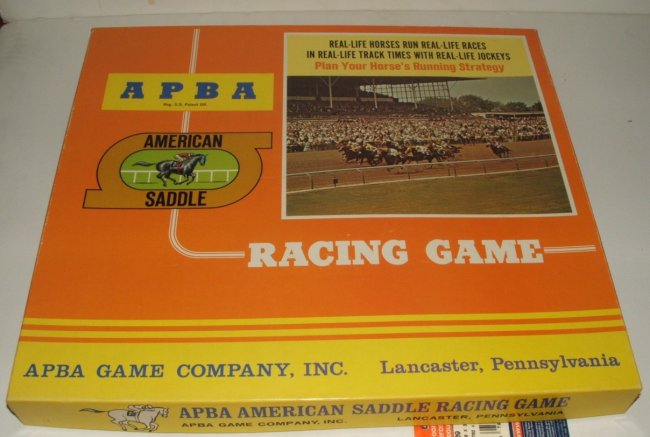 REAL-LIFE HORSES RUN REAL-LIFE RACES
IN REAL-LIFE TRACK TIMES WITH REAL-LIFE JOCKEYS
Plan Your Horse's Running Strategy
APBA
Reg. U.S. Patent Off.
AMERICAN
SADDLE
RACING GAME
APBA GAME COMPANY, INC. Lancaster, Pennsylvania
APBA AMERICAN SADDLE RACING GAME
APBA GAME COMPANY, INC. LANCASTER, PENNSYLVANIA